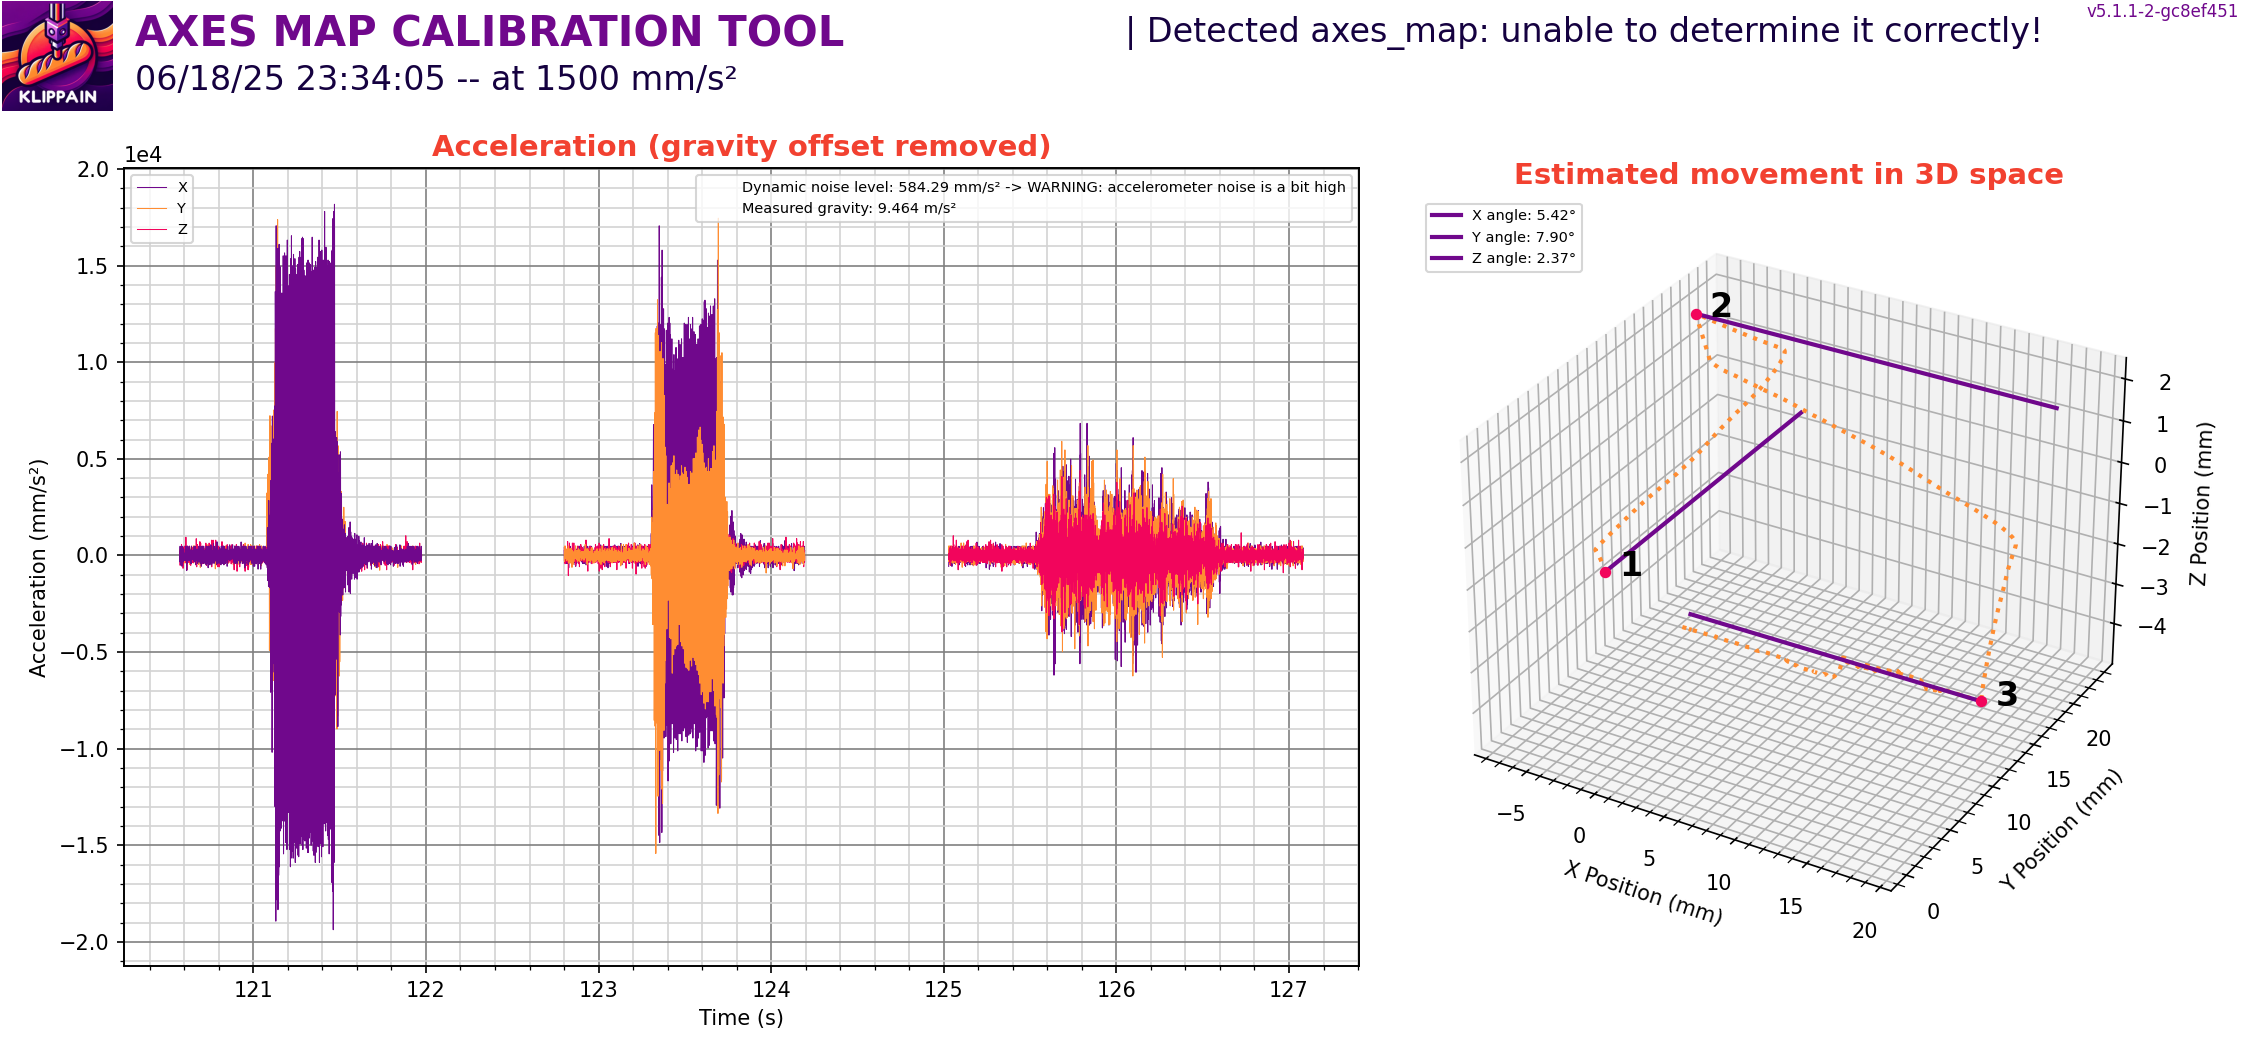 KLIPPAIN
AXES MAP CALIBRATION TOOL
06/18/25 23:34:05 -- at 1500 mm/s²
| Detected axes_map: unable to determine it correctly!
v5.1.1-2-gc8ef451
Acceleration (gravity offset removed)
1e4
X
Y
Z
Dynamic noise level: 584.29 mm/s² -> WARNING: accelerometer noise is a bit high
Measured gravity: 9.464 m/s²
2.0
1.5
1.0
0.5
0.0
−0.5
−1.0
−1.5
−2.0
Acceleration (mm/s²)
121
122
123
124
125
126
127
Time (s)
Estimated movement in 3D space
X angle: 5.42°
Y angle: 7.90°
Z angle: 2.37°
2
1
3
2
1
0
−1
−2
−3
−4
Z Position (mm)
−5
0
5
10
15
20
X Position (mm)
0
5
10
15
20
Y Position (mm)